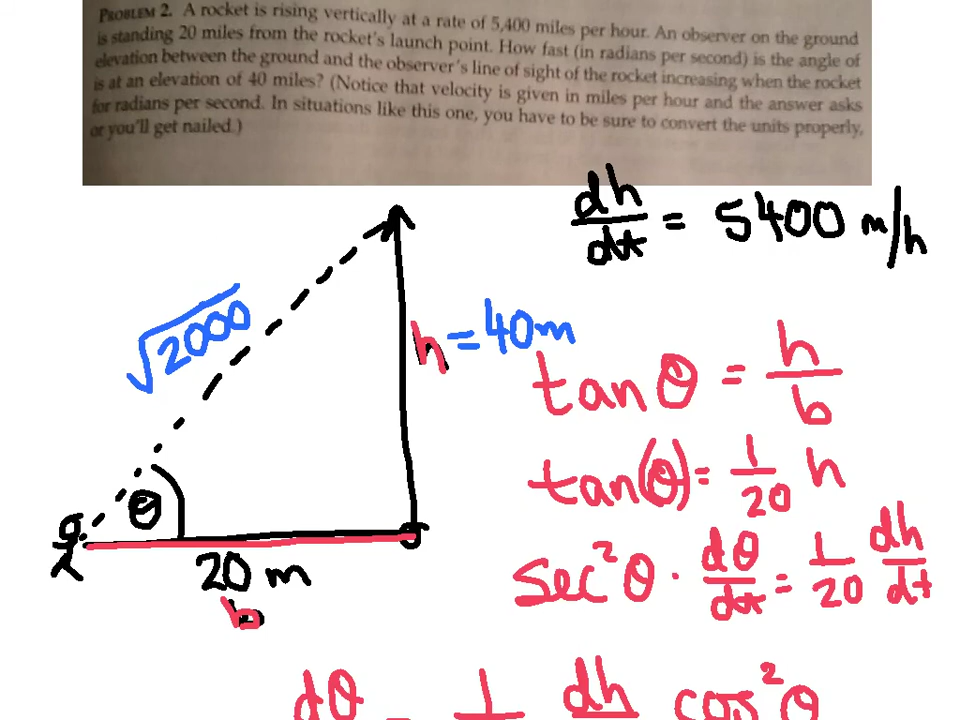 PROBLEM 2. A rocket is rising vertically at a rate of 5,400 miles per hour. An observer on the ground
is standing 20 miles from the rocket's launch point. How fast (in radians per second) is the angle of
elevation between the ground and the observer's line of sight of the rocket increasing when the rocket
is at an elevation of 40 miles? (Notice that velocity is given in miles per hour and the answer asks
for radians per second. In situations like this one, you have to be sure to convert the units properly,
or you'll get nailed.)
dh/dt = 5400 m/h
√2000
h = 40m
tan θ = h/b
tan(θ) = 1/20 h
θ
20 m
b
sec²θ · dθ/dt = 1/20 dh/dt
dθ = 1 dh cos²θ